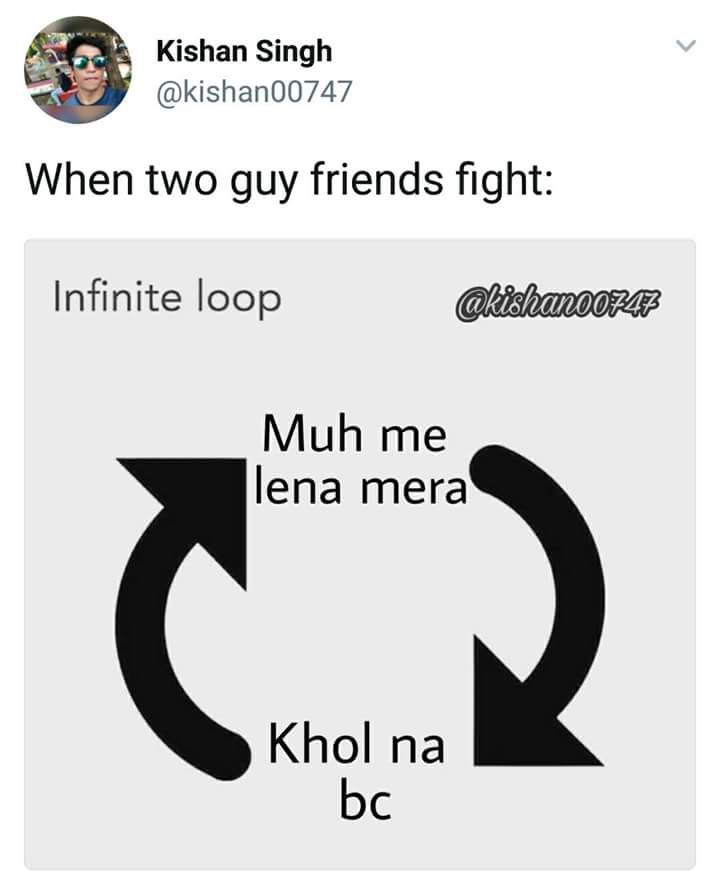 Kishan Singh
@kishan00747
When two guy friends fight:
Infinite loop
@kishan00747
Muh me
lena mera
Khol na
bc